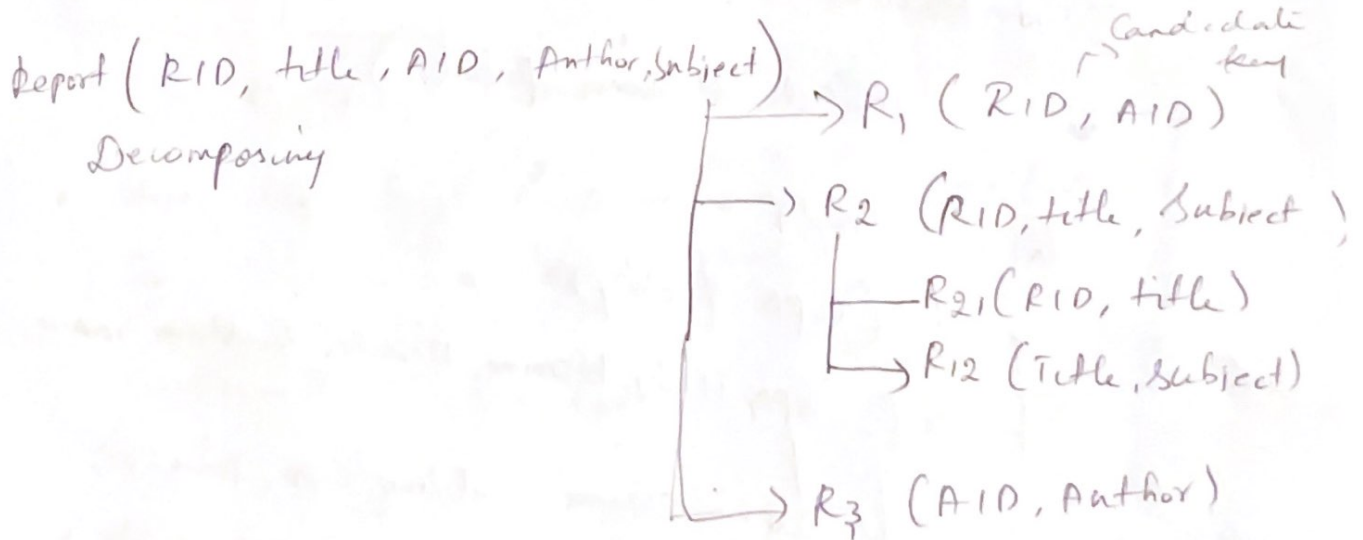 Candidate
key
Report ( RID, title, AID, Author, Subject )
R1 ( RID, AID )
Decomposing
R2 ( RID, title, Subject )
R21 ( RID, title )
R12 ( Title, Subject )
R3 ( AID, Author )